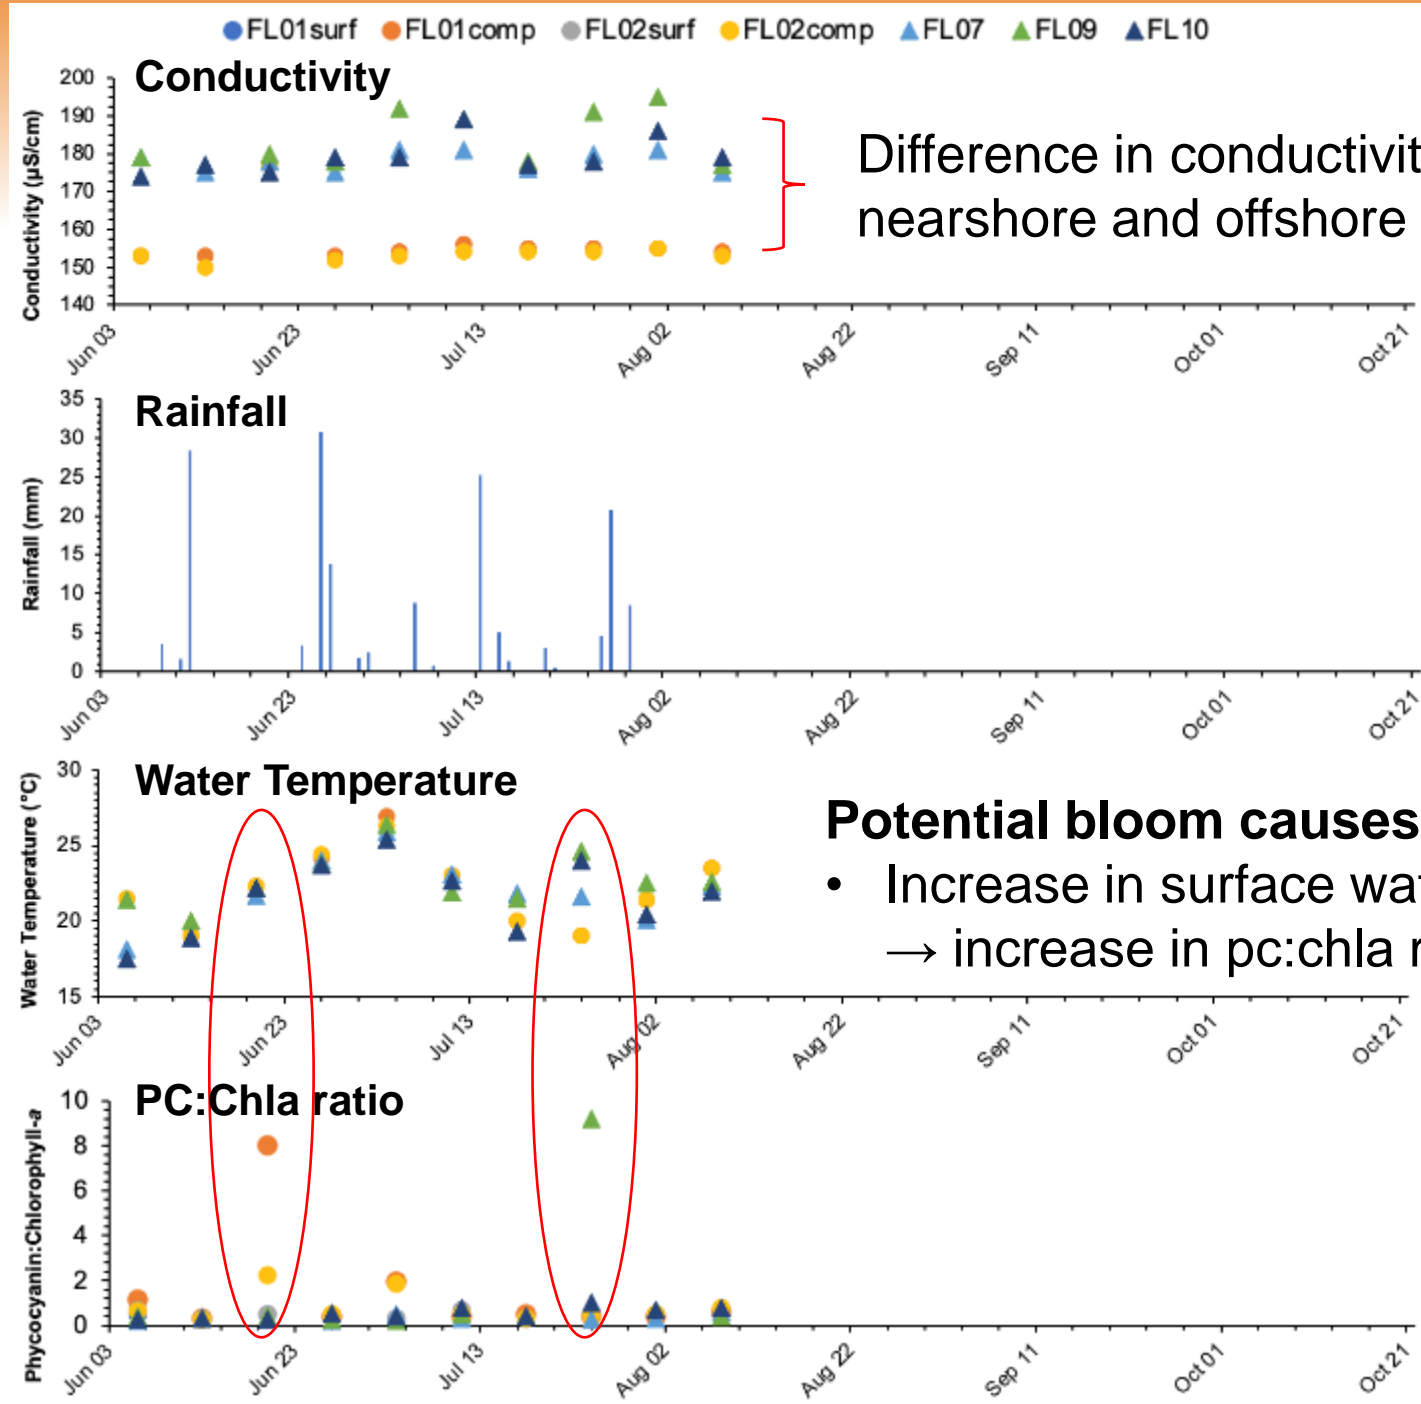 FL01surf FL01comp FL02surf FL02comp FL07 FL09 FL10
Conductivity
Conductivity (µS/cm)
200
190
180
170
160
150
140
Jun 03 Jun 23 Jul 13 Aug 02 Aug 22 Sep 11 Oct 01 Oct 21
Difference in conductivit
nearshore and offshore
Rainfall
Rainfall (mm)
35
30
25
20
15
10
5
0
Jun 03 Jun 23 Jul 13 Aug 02 Aug 22 Sep 11 Oct 01 Oct 21
Water Temperature
Water Temperature (°C)
30
25
20
15
Jun 03 Jun 23 Jul 13 Aug 02 Aug 22 Sep 11 Oct 01 Oct 21
Potential bloom causes
• Increase in surface wat
→ increase in pc:chla r
PC:Chla ratio
Phycocyanin:Chlorophyll-a
10
8
6
4
2
0
Jun 03 Jun 23 Jul 13 Aug 02 Aug 22 Sep 11 Oct 01 Oct 21